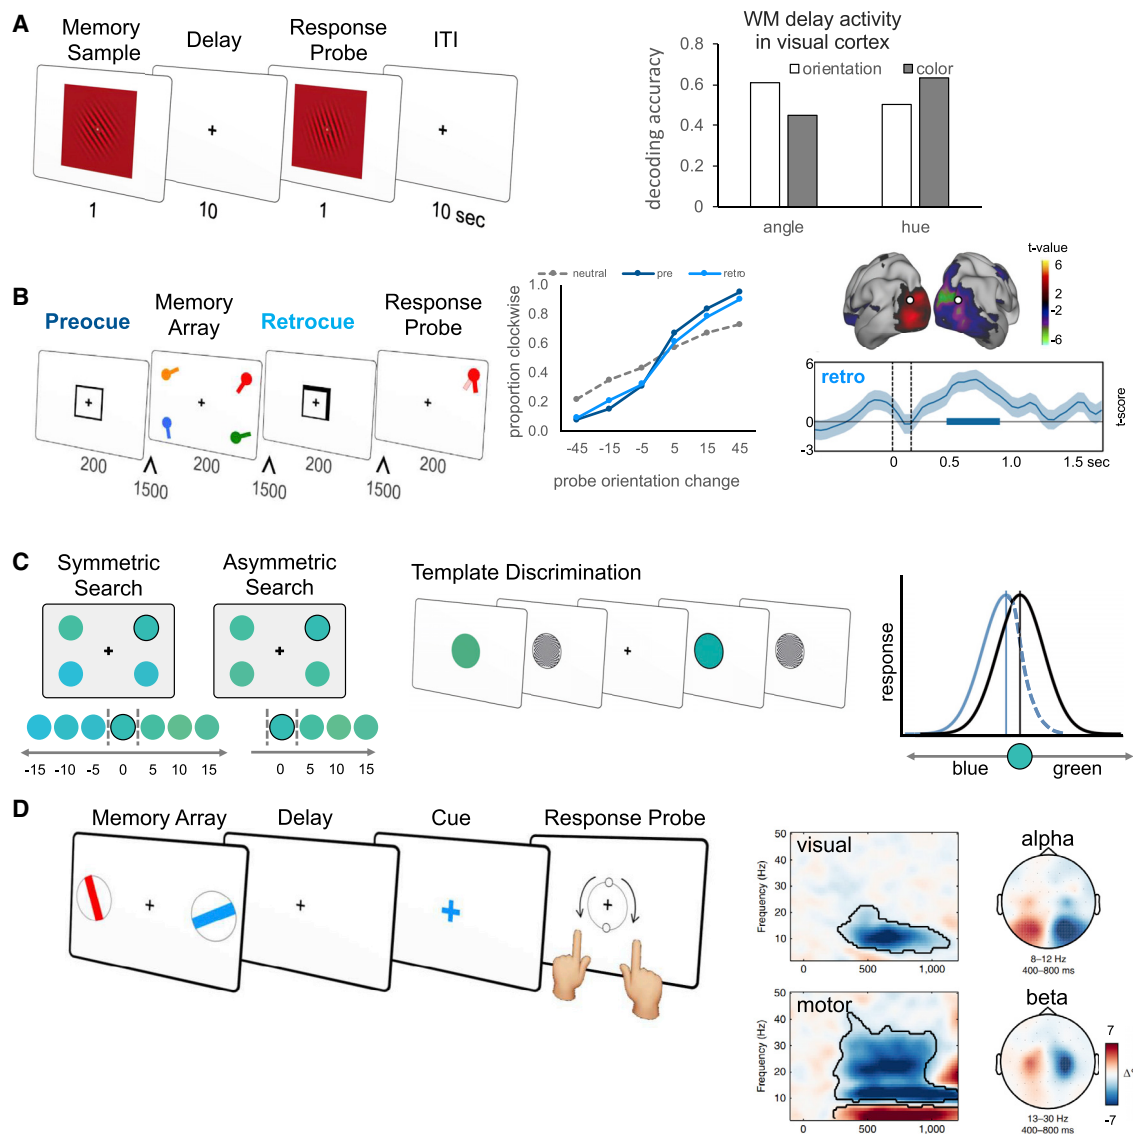 A
Memory
Sample
Delay
Response
Probe
ITI
1
10
1
10 sec
WM delay activity
in visual cortex
orientation
color
decoding accuracy
0.8
0.6
0.4
0.2
0
angle
hue
B
Preocue
Memory
Array
Retrocue
Response
Probe
200
1500
200
1500
200
1500
200
neutral
pre
retro
proportion clockwise
1.0
0.8
0.6
0.4
0.2
0.0
-45
-15
-5
5
15
45
probe orientation change
t-value
6
2
-2
-6
retro
6
0
-3
t-score
0
0.5
1.0
1.5 sec
C
Symmetric
Search
Asymmetric
Search
-15
-10
-5
0
5
10
15
0
5
10
15
Template Discrimination
response
blue
green
D
Memory Array
Delay
Cue
Response Probe
visual
Frequency (Hz)
50
40
30
20
10
0
500
1,000
alpha
8–12 Hz
400–800 ms
motor
Frequency (Hz)
50
40
30
20
10
0
500
1,000
beta
13–30 Hz
400–800 ms
7
-7